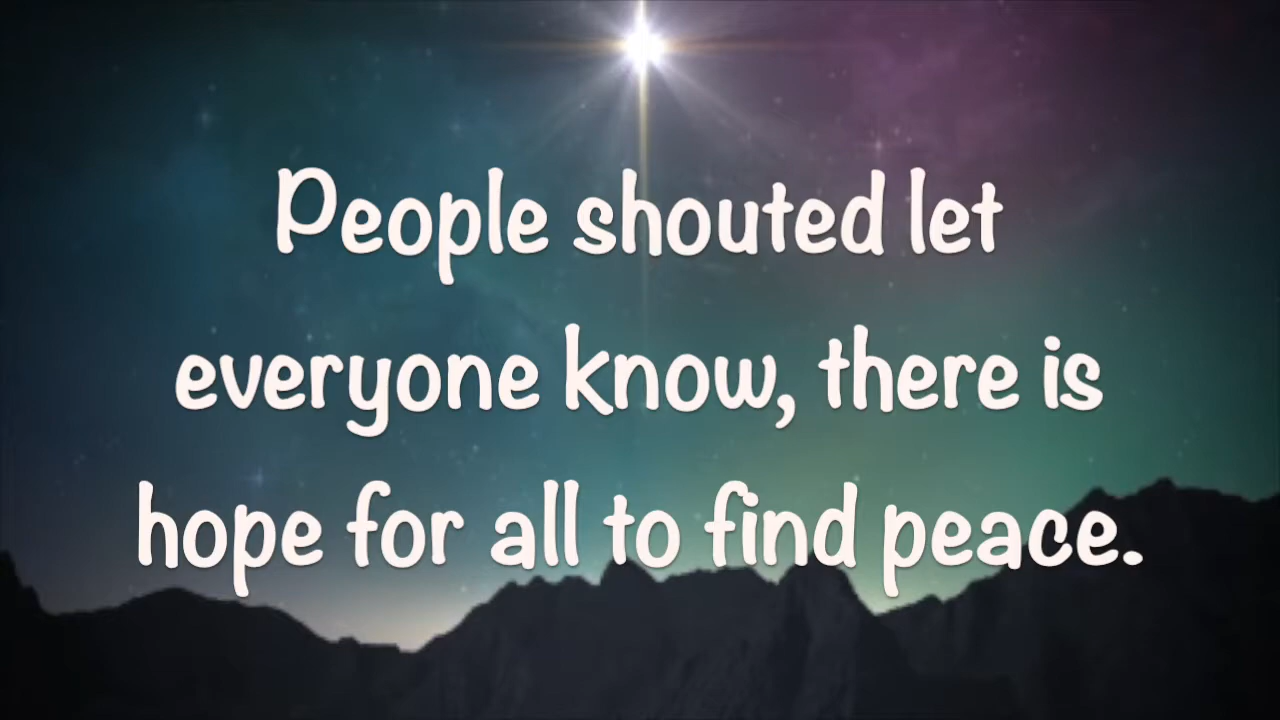 People shouted let
everyone know, there is
hope for all to find peace.